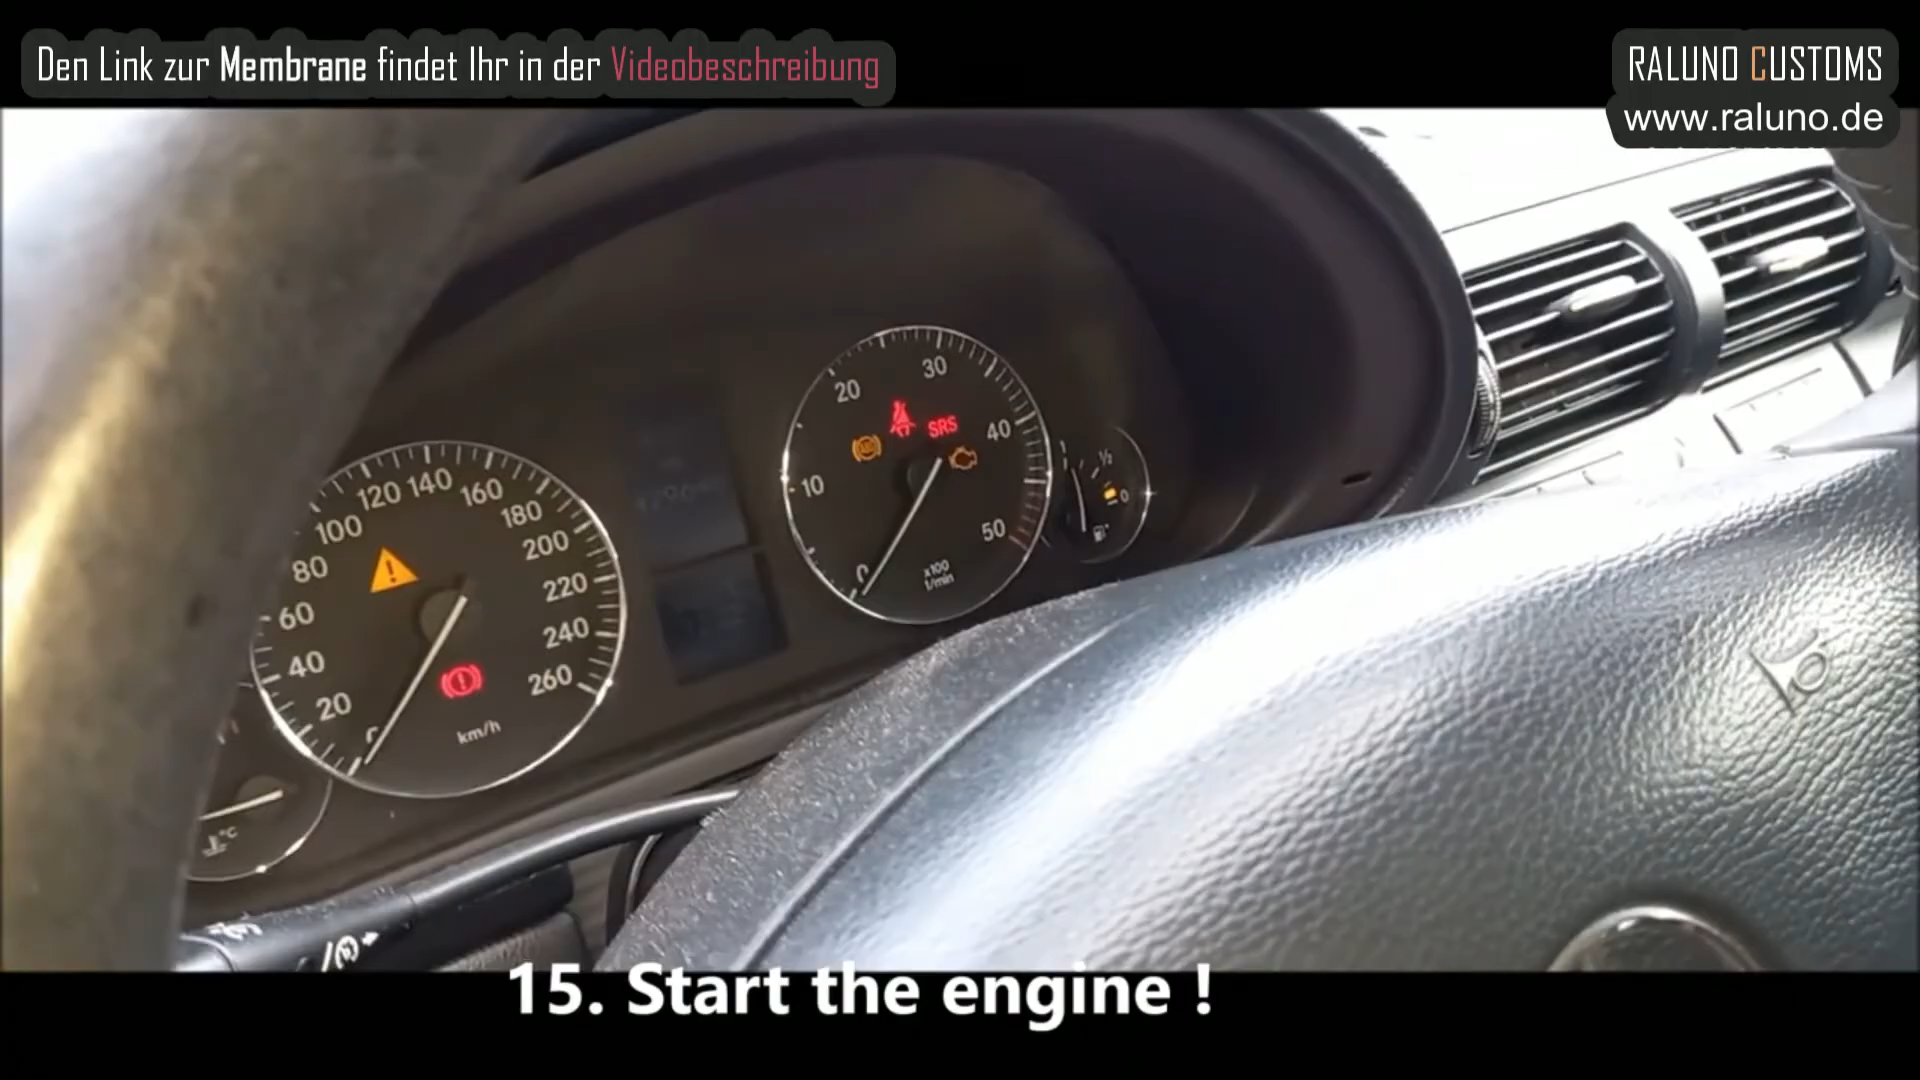 Den Link zur Membrane findet Ihr in der Videobeschreibung
RALUNO CUSTOMS
www.raluno.de
30
20
SRS
40
10
50
0
x100
1/min
1/2
0
140
120
160
100
180
80
200
220
60
240
40
260
20
km/h
°C
15. Start the engine !